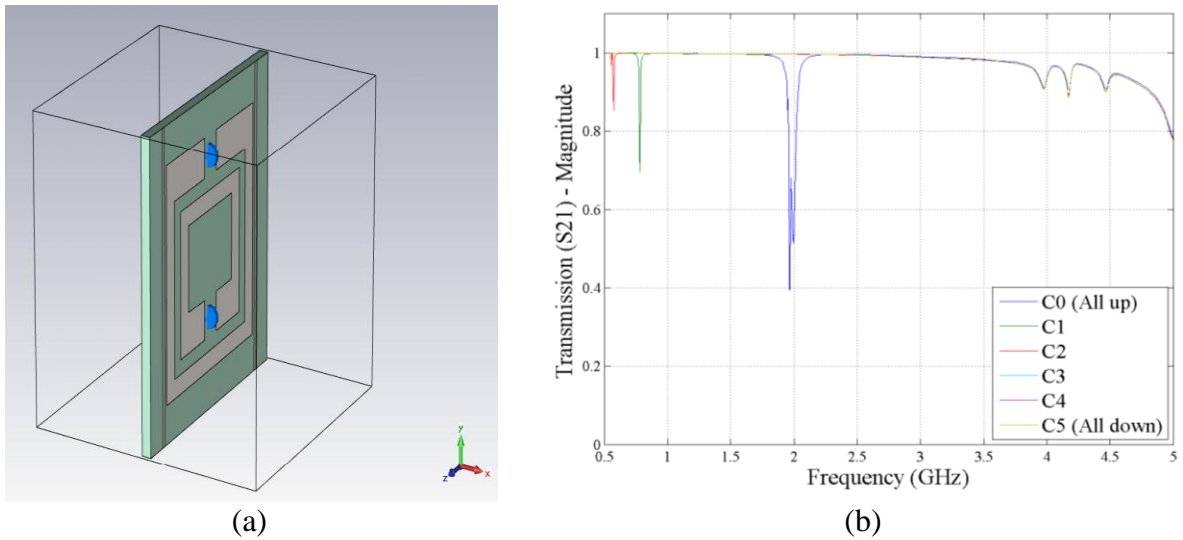 y
x
z
(a)
Transmission (S21) - Magnitude
1
0.8
0.6
0.4
0.2
0
0.5
1
1.5
2
2.5
3
3.5
4
4.5
5
Frequency (GHz)
C0 (All up)
C1
C2
C3
C4
C5 (All down)
(b)